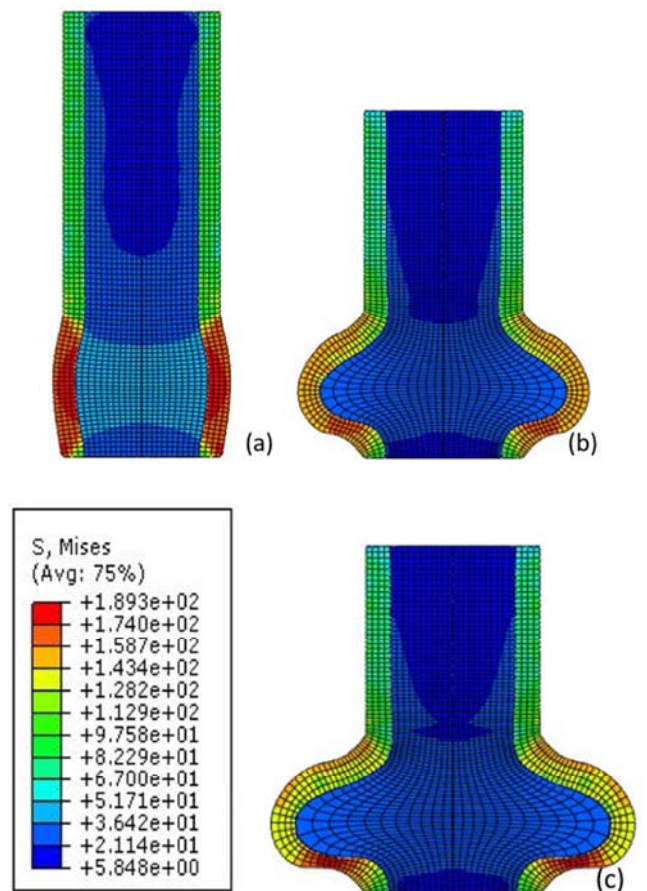 (a)
(b)
S, Mises
(Avg: 75%)
+1.893e+02
+1.740e+02
+1.587e+02
+1.434e+02
+1.282e+02
+1.129e+02
+9.758e+01
+8.229e+01
+6.700e+01
+5.171e+01
+3.642e+01
+2.114e+01
+5.848e+00
(c)